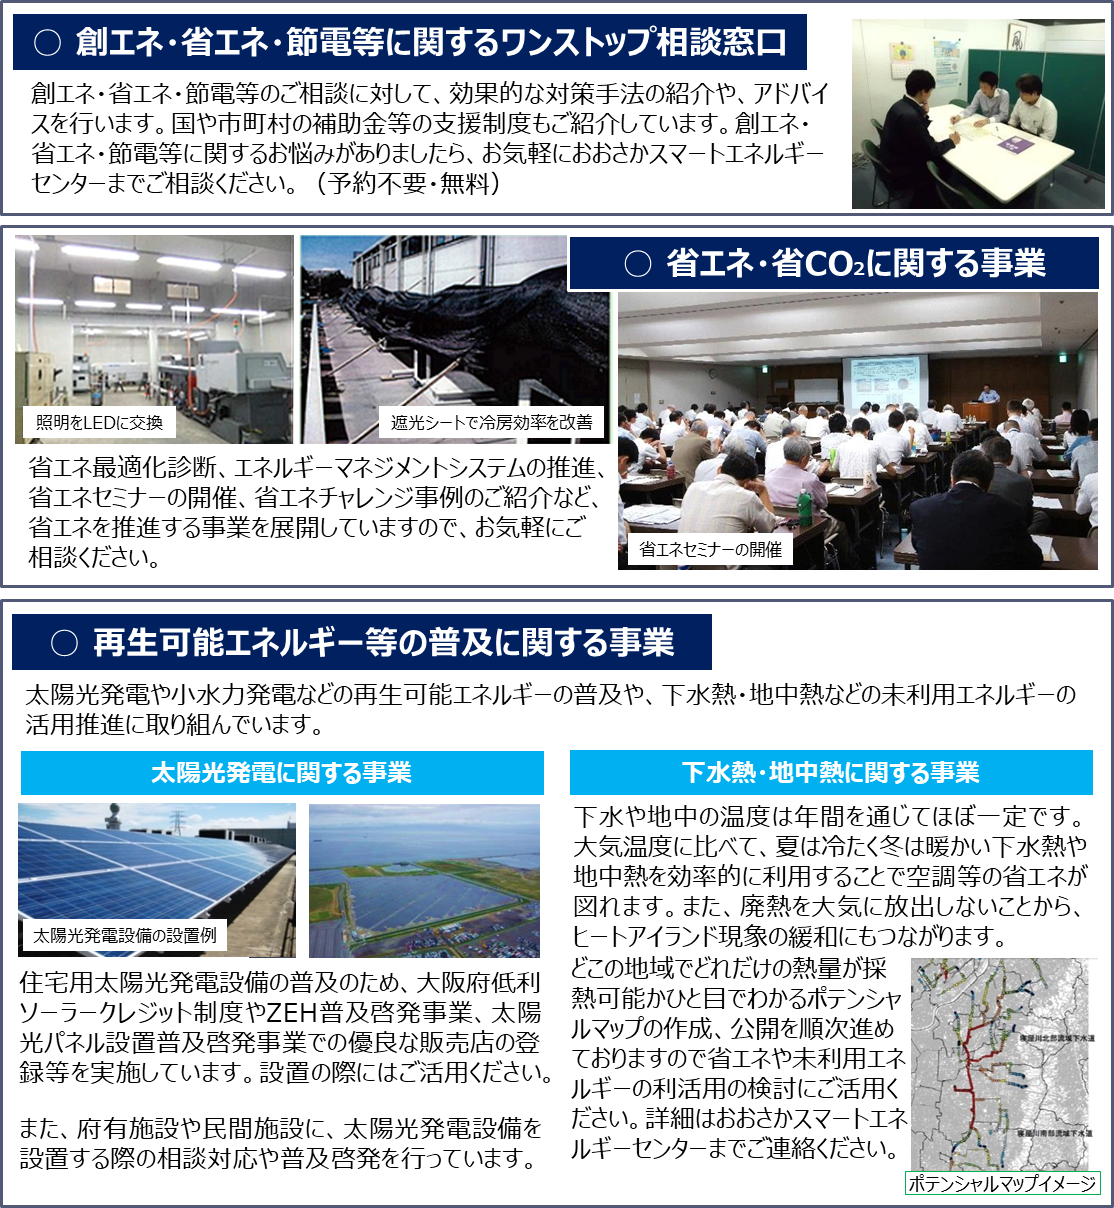 ○ 創エネ・省エネ・節電等に関するワンストップ相談窓口
創エネ・省エネ・節電等のご相談に対して、効果的な対策手法の紹介や、アドバイ
スを行います。国や市町村の補助金等の支援制度もご紹介しています。創エネ・
省エネ・節電等に関するお悩みがありましたら、お気軽におおさかスマートエネルギー
センターまでご相談ください。（予約不要・無料）
○ 省エネ・省CO₂に関する事業
照明をLEDに交換
遮光シートで冷房効率を改善
省エネ最適化診断、エネルギーマネジメントシステムの推進、
省エネセミナーの開催、省エネチャレンジ事例のご紹介など、
省エネを推進する事業を展開していますので、お気軽にご
相談ください。
省エネセミナーの開催
○ 再生可能エネルギー等の普及に関する事業
太陽光発電や小水力発電などの再生可能エネルギーの普及や、下水熱・地中熱などの未利用エネルギーの
活用推進に取り組んでいます。
太陽光発電に関する事業
太陽光発電設備の設置例
住宅用太陽光発電設備の普及のため、大阪府低利
ソーラークレジット制度やZEH普及啓発事業、太陽
光パネル設置普及啓発事業での優良な販売店の登
録等を実施しています。設置の際にはご活用ください。
また、府有施設や民間施設に、太陽光発電設備を
設置する際の相談対応や普及啓発を行っています。
下水熱・地中熱に関する事業
下水や地中の温度は年間を通じてほぼ一定です。
大気温度に比べて、夏は冷たく冬は暖かい下水熱や
地中熱を効率的に利用することで空調等の省エネが
図れます。また、廃熱を大気に放出しないことから、
ヒートアイランド現象の緩和にもつながります。
どこの地域でどれだけの熱量が採
熱可能かひと目でわかるポテンシャ
ルマップの作成、公開を順次進め
ておりますので省エネや未利用エネ
ルギーの利活用の検討にご活用く
ださい。詳細はおおさかスマートエネ
ルギーセンターまでご連絡ください。
寝屋川北部流域下水道
寝屋川南部流域下水道
ポテンシャルマップイメージ